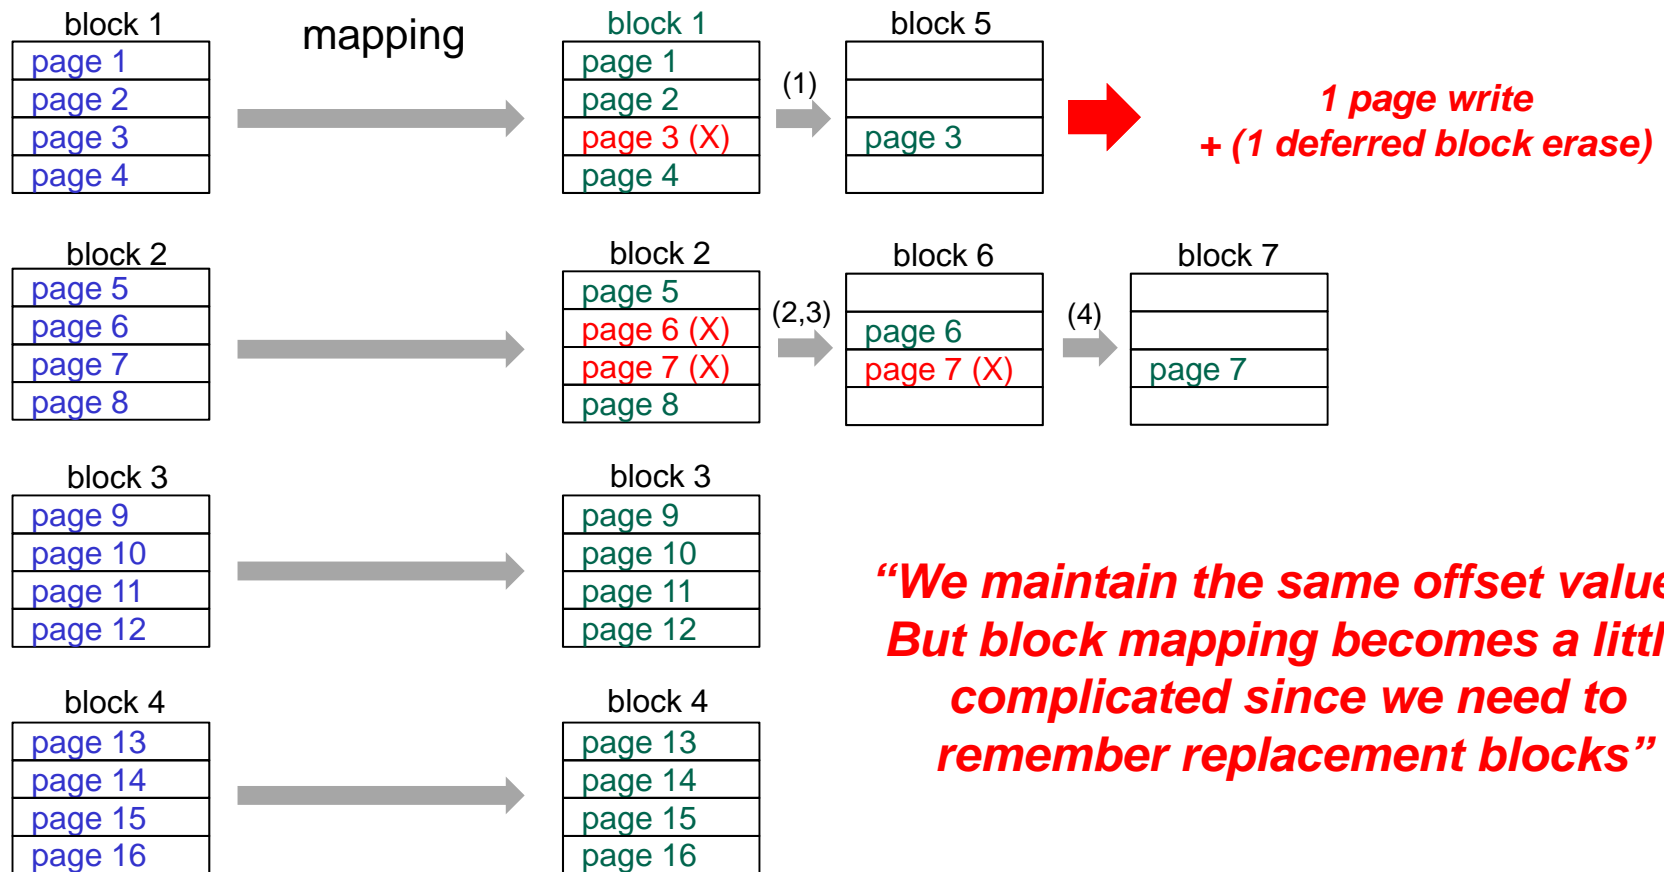 block 1
mapping
block 1
block 5
page 1
page 2
page 3
page 4
page 1
page 2
page 3 (X)
page 4
(1)
page 3
1 page write
+ (1 deferred block erase)
block 2
block 2
block 6
block 7
page 5
page 6
page 7
page 8
page 5
page 6 (X)
page 7 (X)
page 8
(2,3)
page 6
page 7 (X)
(4)
page 7
block 3
block 3
page 9
page 10
page 11
page 12
page 9
page 10
page 11
page 12
“We maintain the same offset value
But block mapping becomes a littl
complicated since we need to
remember replacement blocks”
block 4
block 4
page 13
page 14
page 15
page 16
page 13
page 14
page 15
page 16